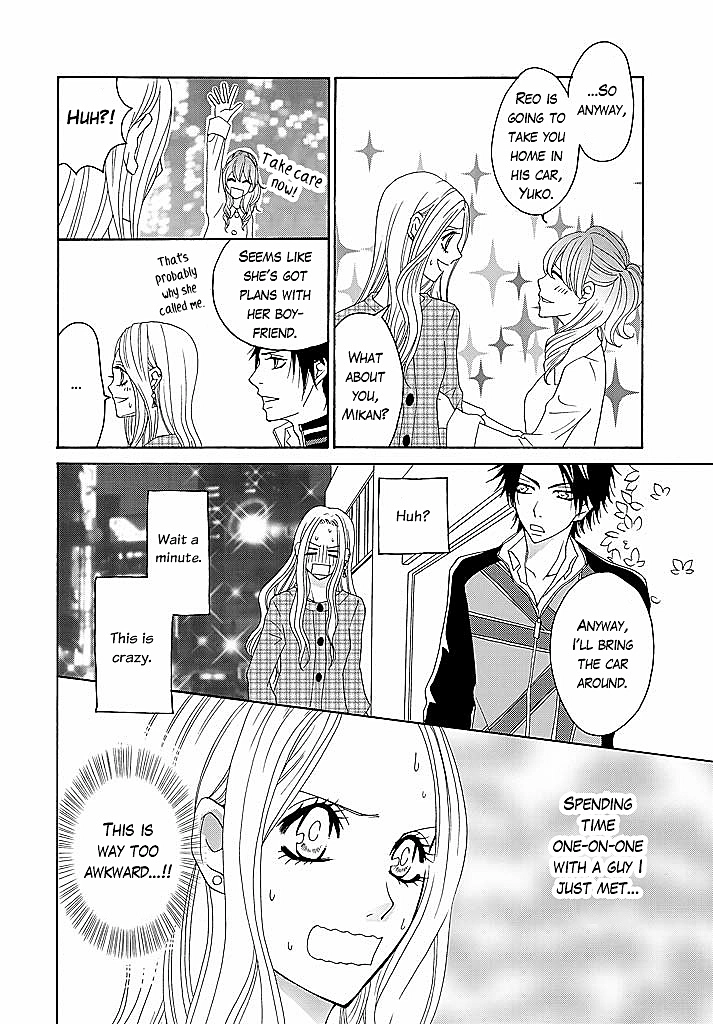 ...SO
ANYWAY,
REO IS
GOING TO
TAKE YOU
HOME IN
HIS CAR,
YUKO.
WHAT
ABOUT
YOU,
MIKAN?
Take care
now!
HUH?!
SEEMS LIKE
SHE'S GOT
PLANS WITH
HER BOY-
FRIEND.
That's
probably
why she
called me.
...
ANYWAY,
I'LL BRING
THE CAR
AROUND.
Huh?
Wait a
minute.
This is
crazy.
SPENDING
TIME
ONE-ON-ONE
WITH A GUY I
JUST MET...
THIS IS
WAY TOO
AWKWARD...!!